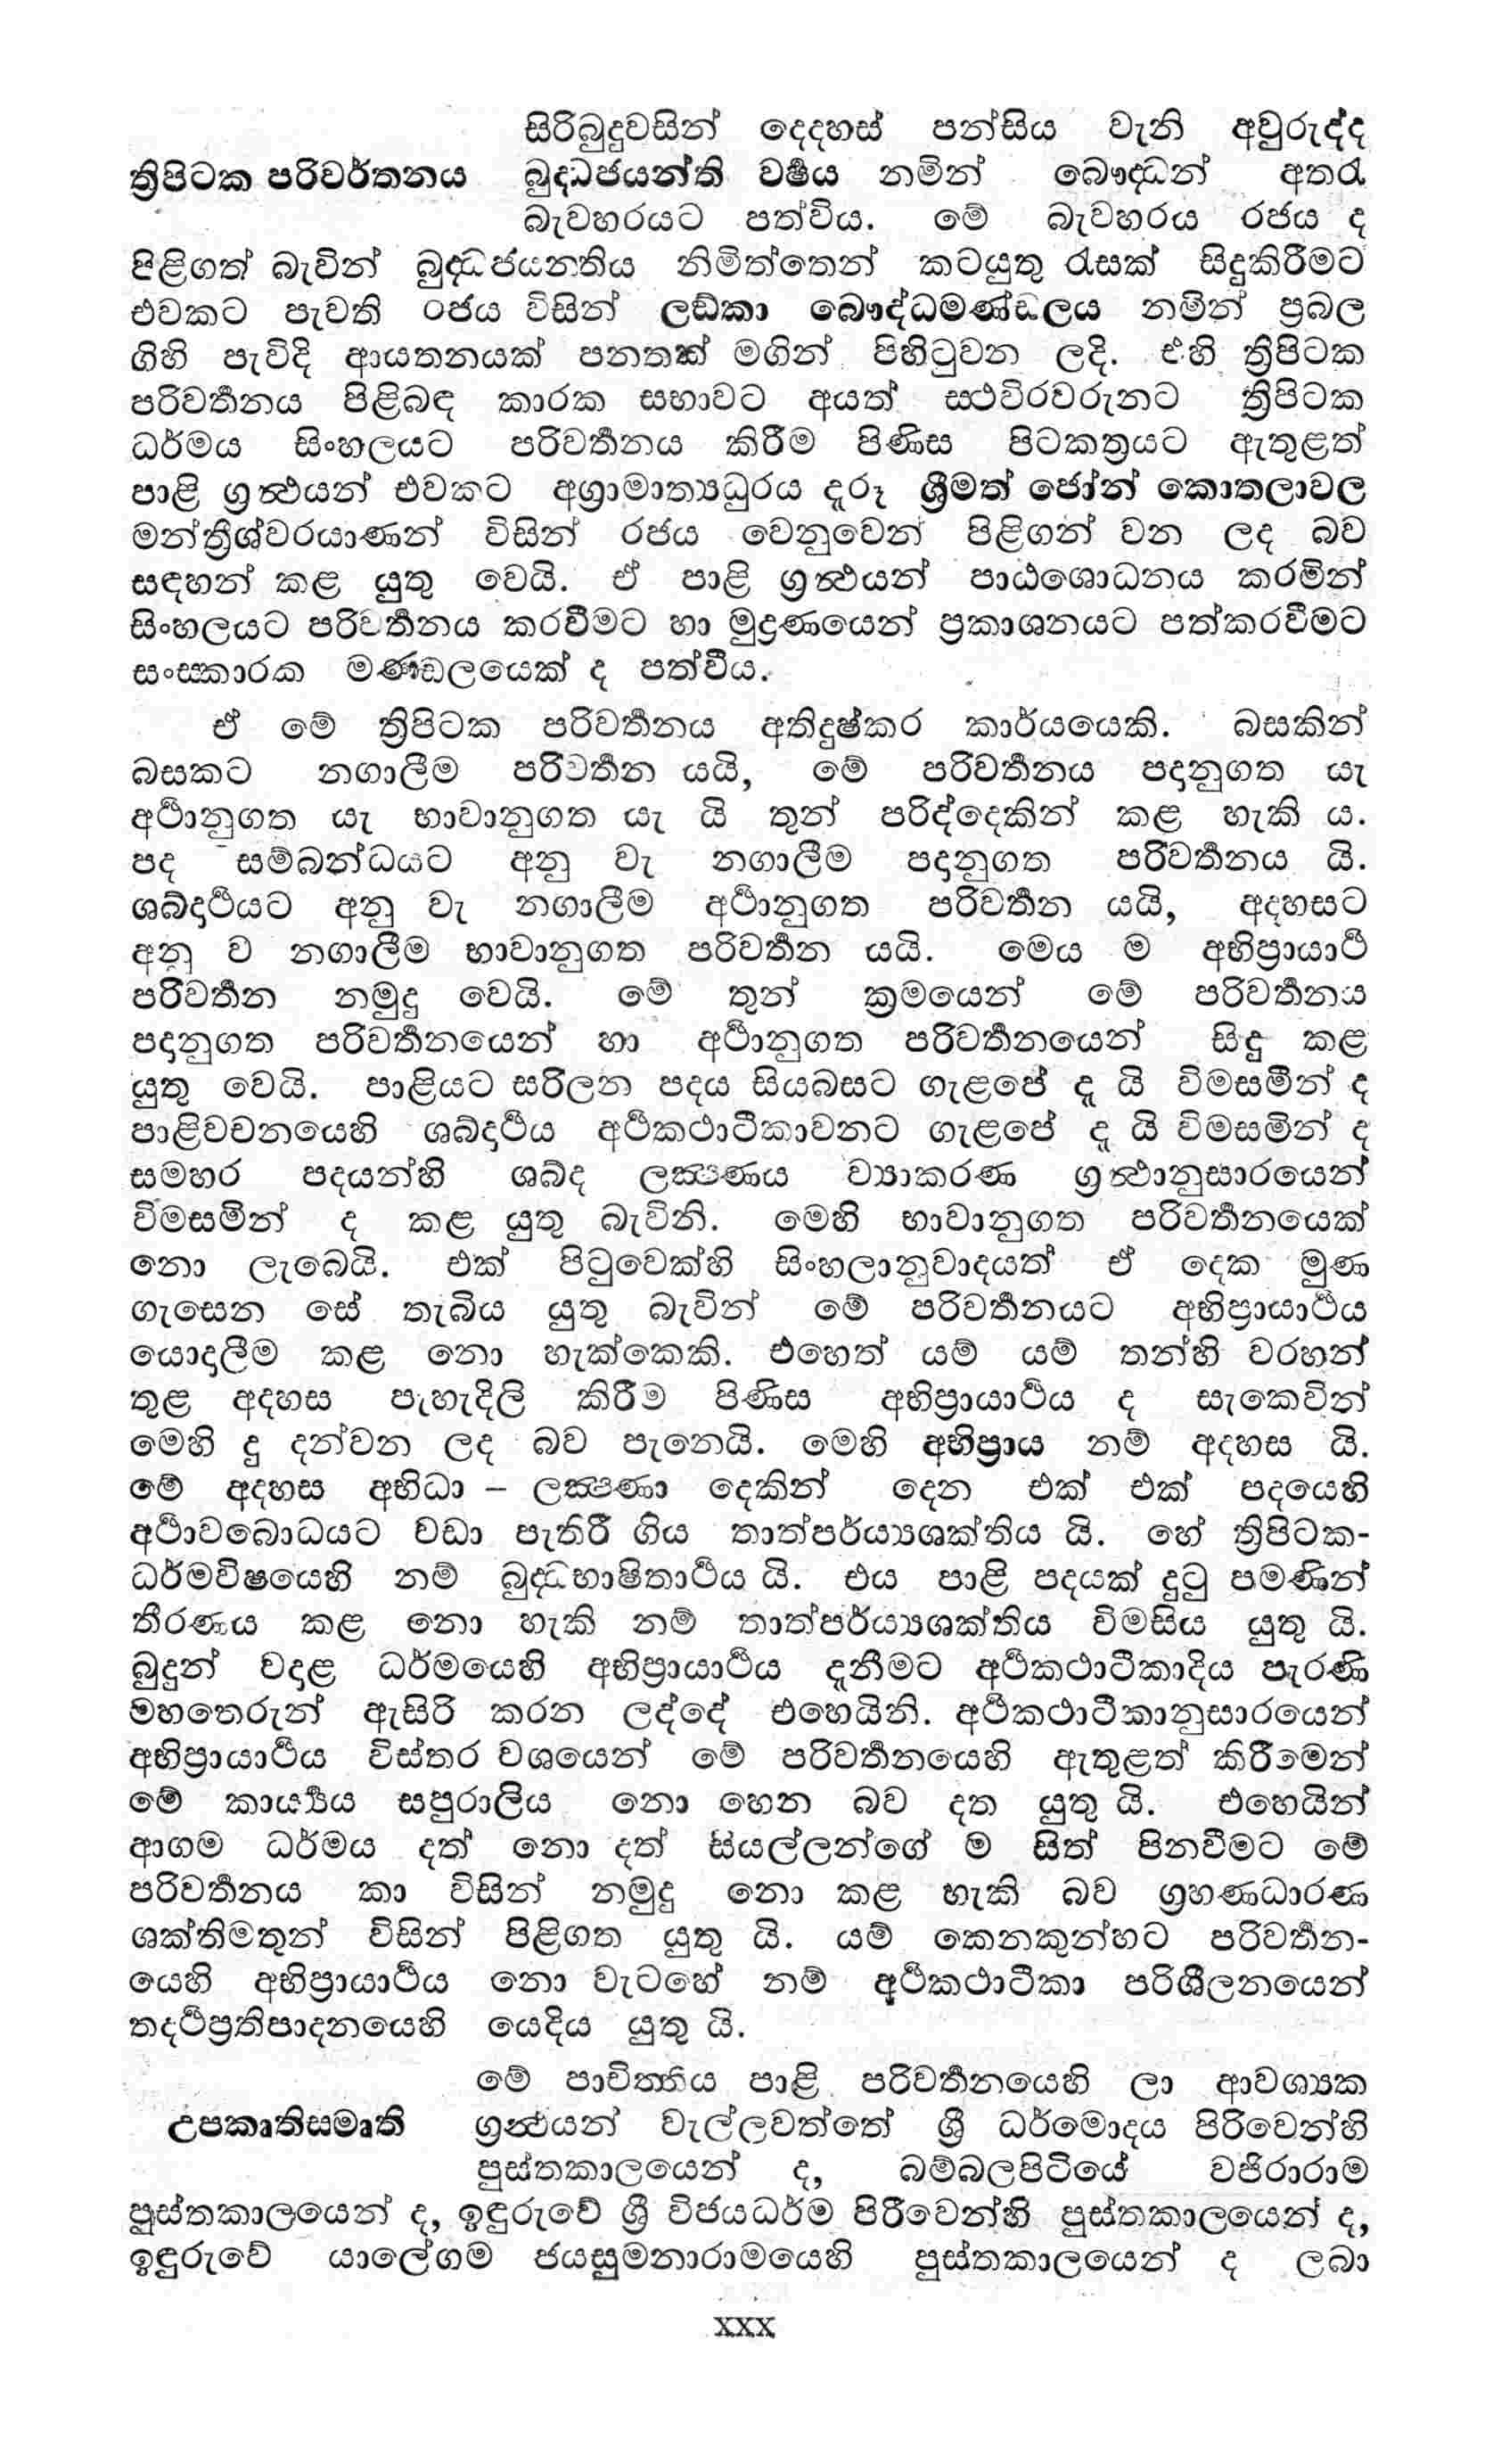 සිරිබුදුවසින් දෙදහස් පන්සිය වැනි අවුරුද්ද
ත්‍රිපිටක පරිවර්තනය බුද්ධජයන්ති වර්‍ෂය නමින් බෞද්ධයන් අතරැ
බැවහරයට පත්විය. මේ බැවහරය රජය ද
පිළිගත් බැවින් බුද්ධජයන්තිය නිමිත්තෙන් කටයුතු රැසක් සිදුකිරීමට
එවකට පැවති රජය විසින් ලඞ්කා බෞද්ධමණ්ඩලය නමින් ප්‍රබල
ගිහි පැවිදි ආයතනයක් පනතක් මගින් පිහිටුවන ලදි. එහි ත්‍රිපිටක
පරිවර්‍තනය පිළිබඳ කාරක සභාවට අයත් ස්ථවිරවරුනට ත්‍රිපිටක
ධර්මය සිංහලයට පරිවර්‍තනය කිරීම පිණිස පිටකත්‍රයට ඇතුළත්
පාළි ග්‍රන්‍ථයන් එවකට අග්‍රාමාත්‍යධුරය දැරූ ශ්‍රීමත් ජෝන් කොතලාවල
මන්ත්‍රීශ්වරයාණන් විසින් රජය වෙනුවෙන් පිළිගන් වන ලද බව
සඳහන් කළ යුතු වෙයි. ඒ පාළි ග්‍රන්‍ථයන් පාඨශොධනය කරමින්
සිංහලයට පරිවර්‍තනය කරවීමට හා මුද්‍රණයෙන් ප්‍රකාශනයට පත්කරවීමට
සංස්කාරක මණ්ඩලයෙක් ද පත්වීය.
ඒ මේ ත්‍රිපිටක පරිවර්‍තනය අතිදුෂ්කර කාර්යයෙකි. බසකින්
බසකට නගාලීම පරිවර්‍තන යයි, මේ පරිවර්‍තනය පදානුගත යැ
අර්‍ථානුගත යැ භාවානුගත යැ යි තුන් පරිද්දෙකින් කළ හැකි ය.
පද සම්බන්ධයට අනු වැ නගාලීම පදානුගත පරිවර්‍තනය යි.
ශබ්දාර්‍ථයට අනු වැ නගාලීම අර්‍ථානුගත පරිවර්‍තන යයි, අදහසට
අනු ව නගාලීම භාවානුගත පරිවර්‍තන යයි. මෙය ම අභිප්‍රායාර්‍ථ
පරිවර්‍තන නමුදු වෙයි. මේ තුන් ක්‍රමයෙන් මේ පරිවර්‍තනය
පදානුගත පරිවර්‍තනයෙන් හා අර්‍ථානුගත පරිවර්‍තනයෙන් සිදු කළ
යුතු වෙයි. පාළියට සරිලන පදය සියබසට ගැළපේ දැ යි විමසමින් ද
පාළිවචනයෙහි ශබ්දාර්‍ථය අර්‍ථකථාටීකාවනට ගැළපේ දැ යි විමසමින් ද
සමහර පදයන්හි ශබ්ද ලක්‍ෂණය ව්‍යාකරණ ග්‍රන්‍ථානුසාරයෙන්
විමසමින් ද කළ යුතු බැවිනි. මෙහි භාවානුගත පරිවර්‍තනයෙක්
නො ලැබෙයි. එක් පිටුවෙක්හි සිංහලානුවාදයත් ඒ දෙක මුණ
ගැසෙන සේ තැබිය යුතු බැවින් මේ පරිවර්‍තනයට අභිප්‍රායාර්‍ථය
යොදාලීම කළ නො හැක්කෙකි. එහෙත් යම් යම් තන්හි වරහන්
තුළ අදහස පැහැදිලි කිරීම පිණිස අභිප්‍රායාර්‍ථය ද සැකෙවින්
මෙහි දු දන්වන ලද බව පැනෙයි. මෙහි අභිප්‍රාය නම් අදහස යි.
මේ අදහස අභිධා – ලක්‍ෂණා දෙකින් දෙන එක් එක් පදයෙහි
අර්‍ථාවබොධයට වඩා පැතිරී ගිය තාත්පර්ය්‍යශක්තිය යි. හේ ත්‍රිපිටක-
ධර්මවිෂයෙහි නම් බුද්ධභාෂිතාර්‍ථය යි. එය පාළි පදයක් දුටු පමණින්
තීරණය කළ නො හැකි නම් තාත්පර්ය්‍යශක්තිය විමසිය යුතු යි.
බුදුන් වදාළ ධර්මයෙහි අභිප්‍රායාර්‍ථය දැනීමට අර්‍ථකථාටීකාදිය පැරණි
මහතෙරුන් ඇසිරි කරන ලද්දේ එහෙයිනි. අර්‍ථකථාටීකානුසාරයෙන්
අභිප්‍රායාර්‍ථය විස්තර වශයෙන් මේ පරිවර්‍තනයෙහි ඇතුළත් කිරීමෙන්
මේ කාර්‍ය්‍යය සපුරාලිය නො හෙන බව දත යුතු යි. එහෙයින්
ආගම ධර්මය දත් නො දත් සියල්ලන්ගේ ම සිත් පිනවීමට මේ
පරිවර්‍තනය කා විසින් නමුදු නො කළ හැකි බව ග්‍රහණධාරණ
ශක්තිමතුන් විසින් පිළිගත යුතු යි. යම් කෙනකුන්හට පරිවර්‍තන-
යෙහි අභිප්‍රායාර්‍ථය නො වැටහේ නම් අර්‍ථකථාටීකා පරිශීලනයෙන්
තදර්‍ථප්‍රතිපාදනයෙහි යෙදිය යුතු යි.
මේ පාචිත්තිය පාළි පරිවර්‍තනයෙහි ලා ආවශ්‍යක
උපකෘතිසමෘති ග්‍රන්‍ථයන් වැල්ලවත්තේ ශ්‍රී ධර්මොදය පිරිවෙන්හි
පුස්තකාලයෙන් ද, බම්බලපිටියේ වජිරාරාම
පුස්තකාලයෙන් ද, ඉඳුරුවේ ශ්‍රී විජයධර්ම පිරිවෙන්හි පුස්තකාලයෙන් ද,
ඉඳුරුවේ යාලේගම ජයසුමනාරාමයෙහි පුස්තකාලයෙන් ද ලබා
xxx